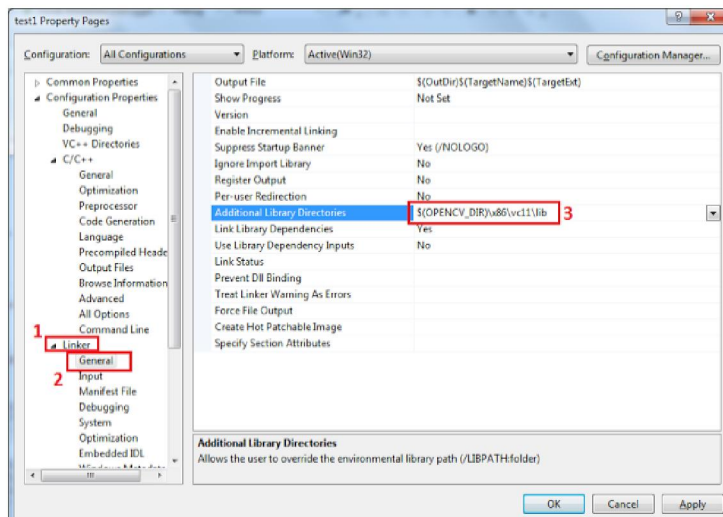 test1 Property Pages
Configuration: All Configurations Platform: Active(Win32) Configuration Manager...
Common Properties
Configuration Properties
General
Debugging
VC++ Directories
C/C++
General
Optimization
Preprocessor
Code Generation
Language
Precompiled Heade
Output Files
Browse Information
Advanced
All Options
Command Line
1 Linker
2 General
Input
Manifest File
Debugging
System
Optimization
Embedded IDL
Output File $(OutDir)$(TargetName)$(TargetExt)
Show Progress Not Set
Version
Enable Incremental Linking
Suppress Startup Banner Yes (/NOLOGO)
Ignore Import Library No
Register Output No
Per-user Redirection No
Additional Library Directories $(OPENCV_DIR)\x86\vc11\lib 3
Link Library Dependencies Yes
Use Library Dependency Inputs No
Link Status
Prevent Dll Binding
Treat Linker Warning As Errors
Force File Output
Create Hot Patchable Image
Specify Section Attributes
Additional Library Directories
Allows the user to override the environmental library path (/LIBPATH:folder)
OK Cancel Apply